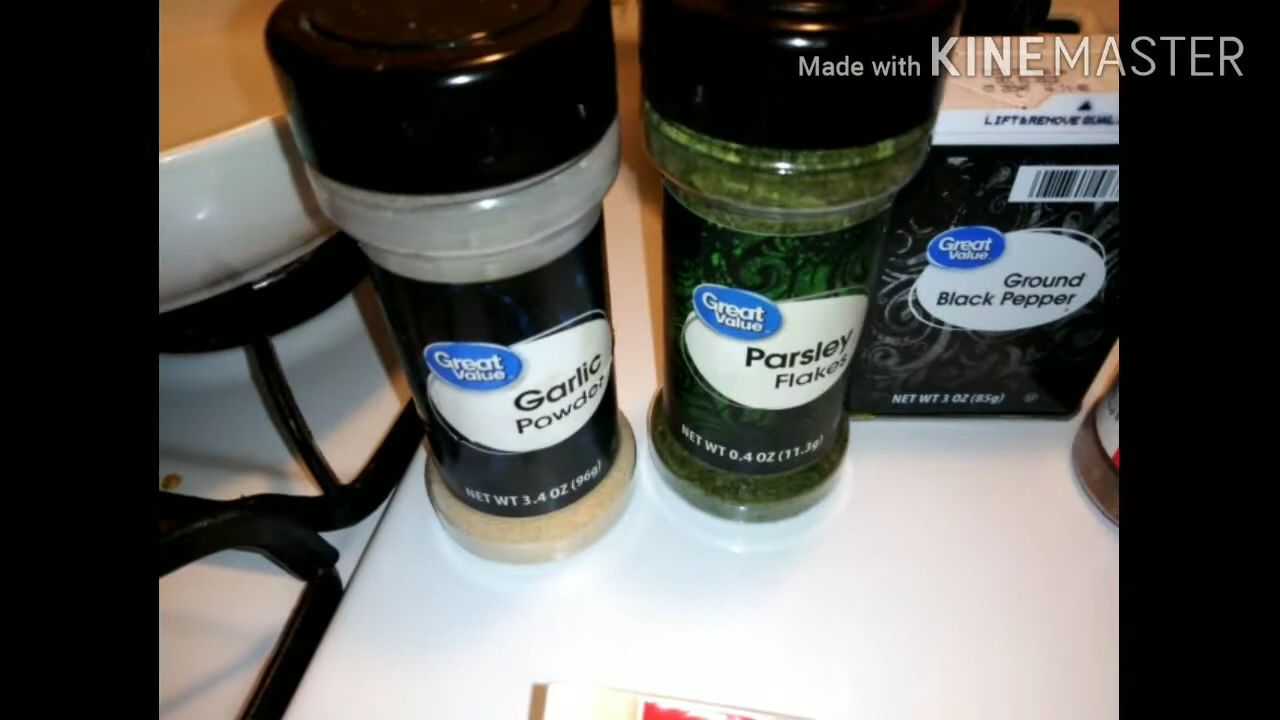 Made with KINEMASTER
LIFT & REMOVE
Great Value
Garlic
Powder
NET WT 3.4 OZ (96g)
Great Value
Parsley
Flakes
NET WT 0.4 OZ (11.3g)
Great Value
Ground
Black Pepper
NET WT 3 OZ (85g)